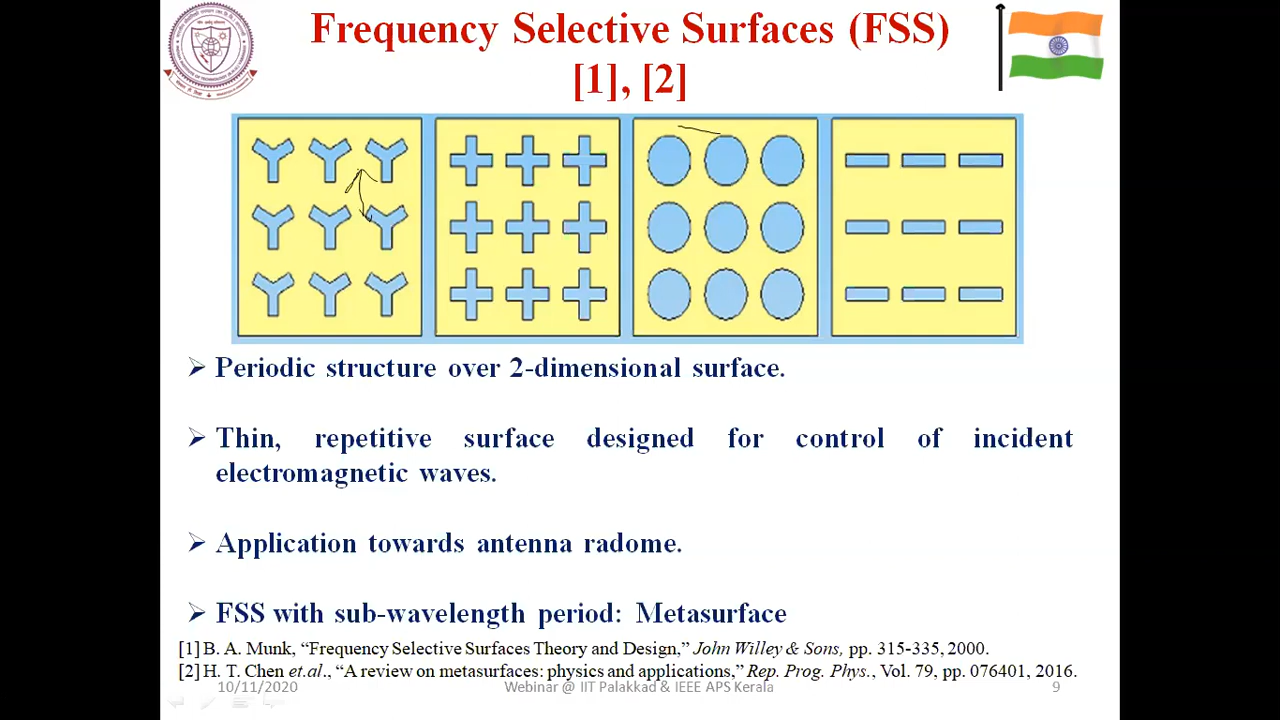 Frequency Selective Surfaces (FSS)
[1], [2]
➢ Periodic structure over 2-dimensional surface.
➢ Thin, repetitive surface designed for control of incident
electromagnetic waves.
➢ Application towards antenna radome.
➢ FSS with sub-wavelength period: Metasurface
[1] B. A. Munk, “Frequency Selective Surfaces Theory and Design,” John Willey & Sons, pp. 315-335, 2000.
[2] H. T. Chen et.al., “A review on metasurfaces: physics and applications,” Rep. Prog. Phys., Vol. 79, pp. 076401, 2016.
10/11/2020 Webinar @ IIT Palakkad & IEEE APS Kerala 9